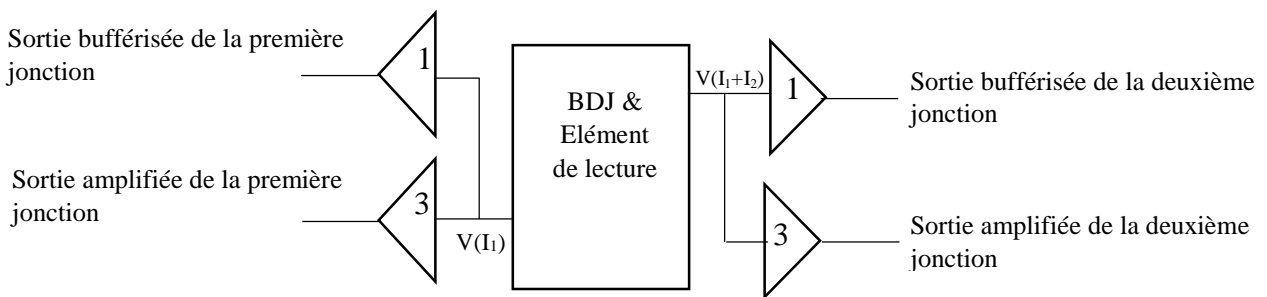 Sortie bufférisée de la première
jonction
1
Sortie amplifiée de la première
jonction
3
V(I₁)
BDJ &
Elément
de lecture
V(I₁+I₂)
1
Sortie bufférisée de la deuxième
jonction
3
Sortie amplifiée de la deuxième
jonction